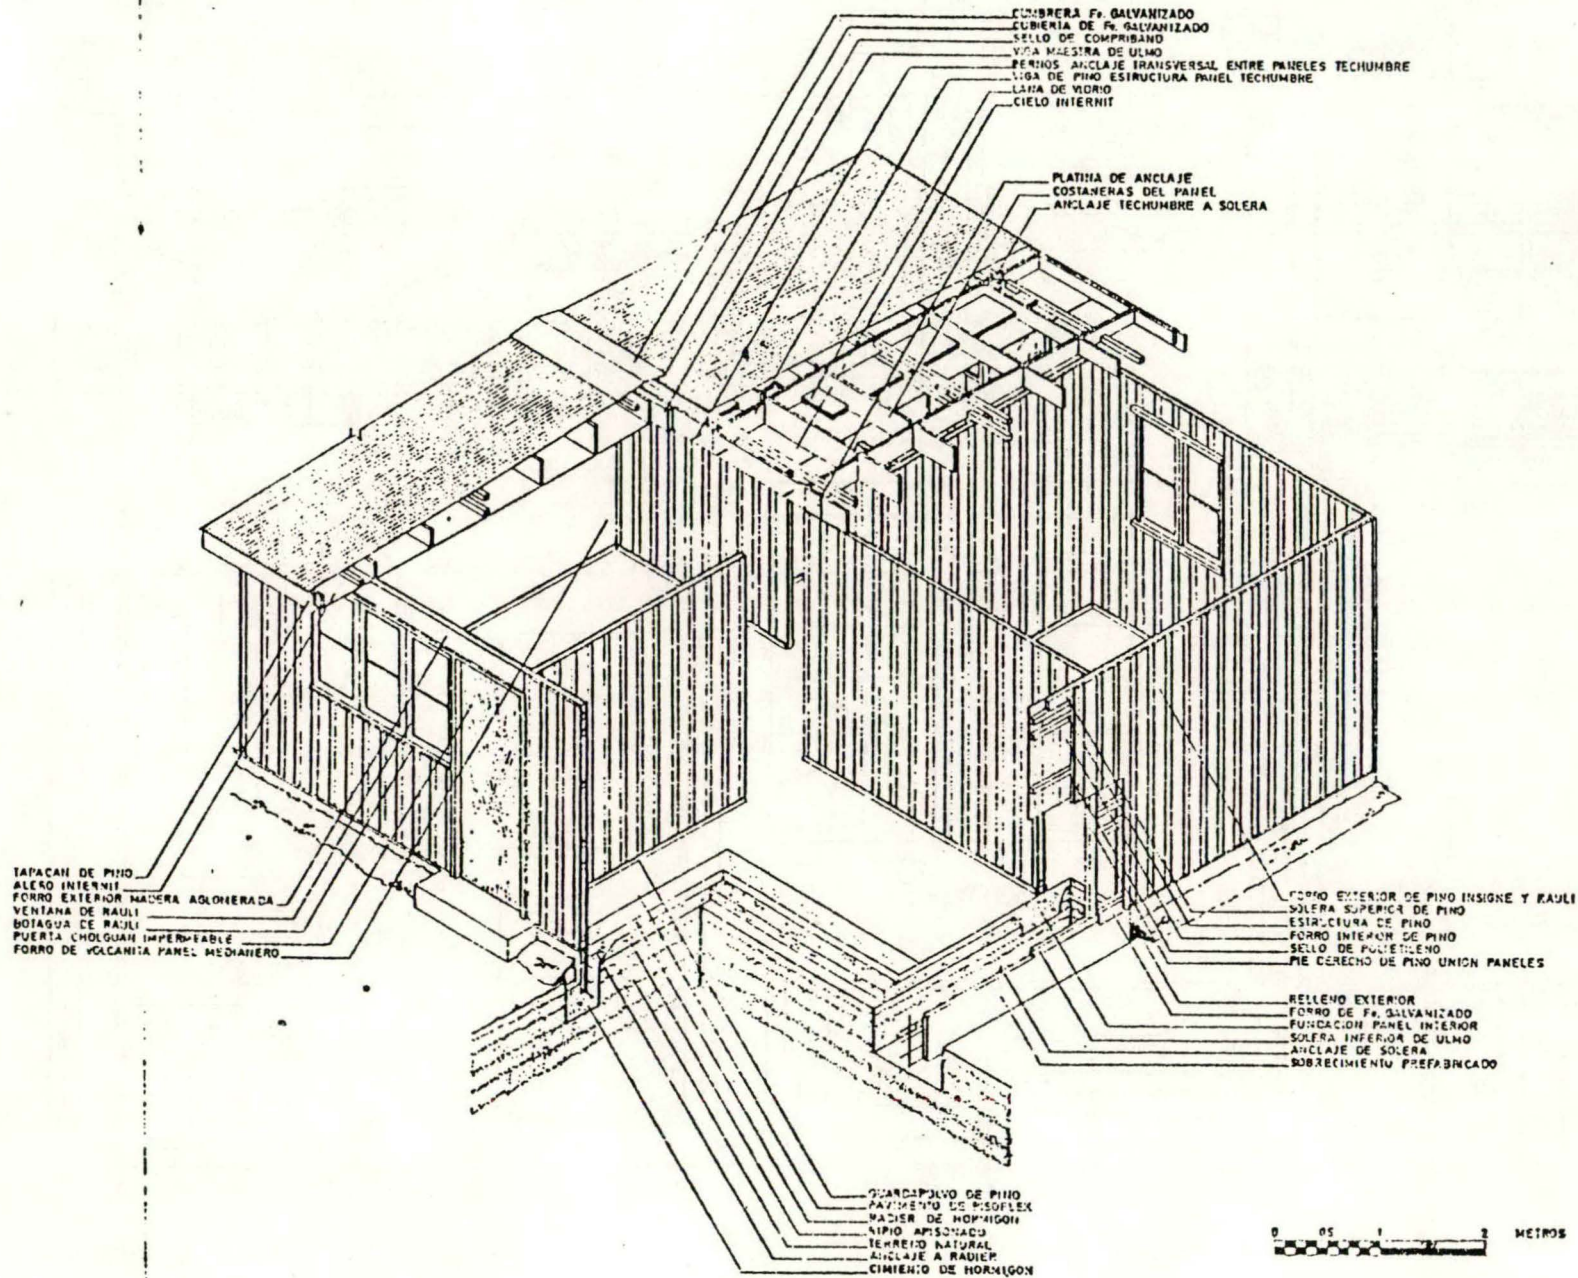 CUMBRERA Fe. GALVANIZADO
CUBIERTA DE Fe. GALVANIZADO
SELLO DE COMPRIBAND
VIGA MAESTRA DE ULMO
PERNOS ANCLAJE TRANSVERSAL ENTRE PANELES TECHUMBRE
VIGA DE PINO ESTRUCTURA PANEL TECHUMBRE
LANA DE VIDRIO
CIELO INTERNIT
PLATINA DE ANCLAJE
COSTANERAS DEL PANEL
ANCLAJE TECHUMBRE A SOLERA
TAPACAN DE PINO
ALERO INTERNIT
FORRO EXTERIOR MADERA AGLOMERADA
VENTANA DE RAULI
BOTAGUA DE RAULI
PUERTA CHOLGUAN IMPERMEABLE
FORRO DE VOLCANITA PANEL MEDIANERO
FORRO EXTERIOR DE PINO INSIGNE Y RAULI
SOLERA SUPERIOR DE PINO
ESTRUCTURA DE PINO
FORRO INTERIOR DE PINO
SELLO DE POLIETILENO
PIE DERECHO DE PINO UNION PANELES
RELLENO EXTERIOR
FORRO DE Fe. GALVANIZADO
FUNDACION PANEL INTERIOR
SOLERA INFERIOR DE ULMO
ANCLAJE DE SOLERA
SOBRECIMIENTO PREFABRICADO
GUARDAPOLVO DE PINO
PAVIMENTO DE PISOFLEX
RADIER DE HORMIGON
RIPIO APISONADO
TERRENO NATURAL
ANCLAJE A RADIER
CIMIENTO DE HORMIGON
0 05 1 2 METROS